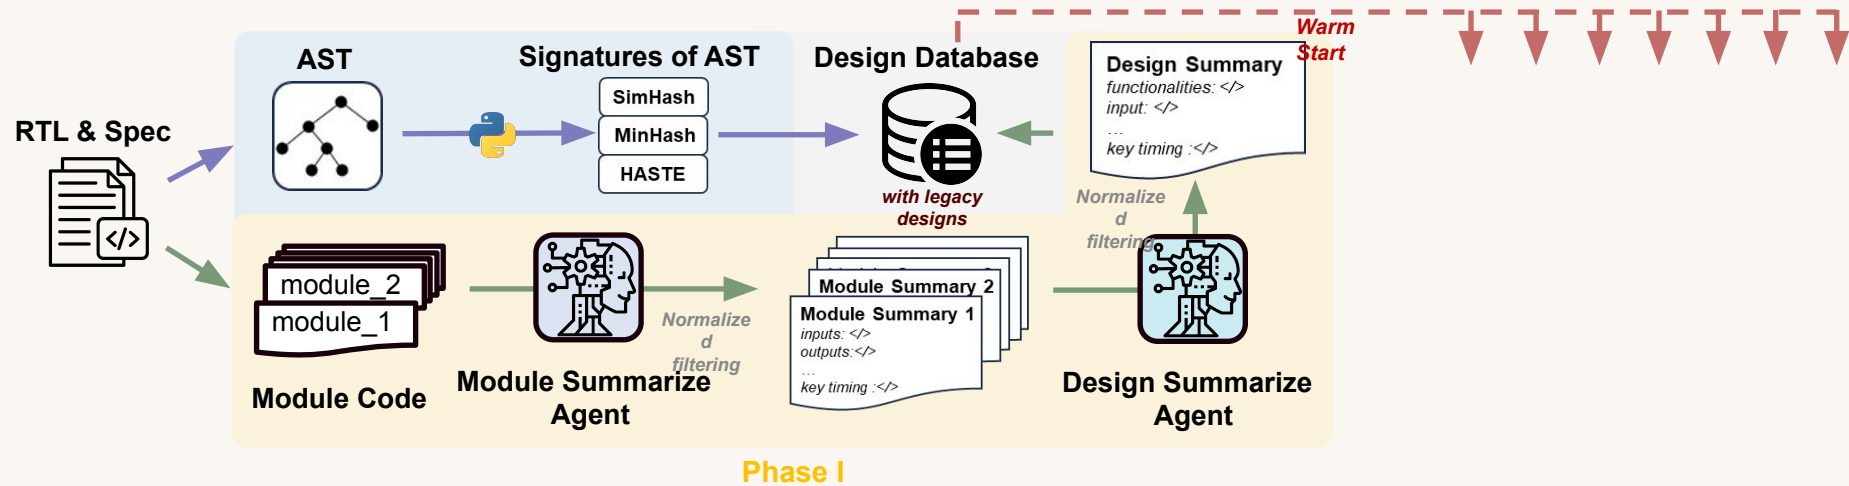 RTL & Spec
</>
AST
Signatures of AST
SimHash
MinHash
HASTE
Design Database
with legacy
designs
Warm
Start
Design Summary
functionalities: </>
input: </>
...
key timing :</>
Normalize
d
filtering
module_2
module_1
Module Code
Module Summarize
Agent
Normalize
d
filtering
Module Summary 2
Module Summary 1
inputs: </>
outputs:</>
...
key timing :</>
Design Summarize
Agent
Phase I